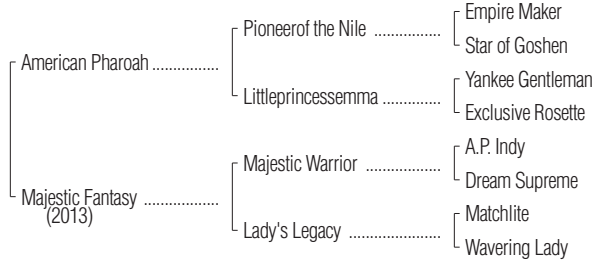 Empire Maker
Pioneerof the Nile ................
Star of Goshen
American Pharoah ................
Yankee Gentleman
Littleprincessemma ..............
Exclusive Rosette
A.P. Indy
Majestic Warrior ..................
Dream Supreme
Majestic Fantasy ..................
(2013)
Matchlite
Lady's Legacy ......................
Wavering Lady